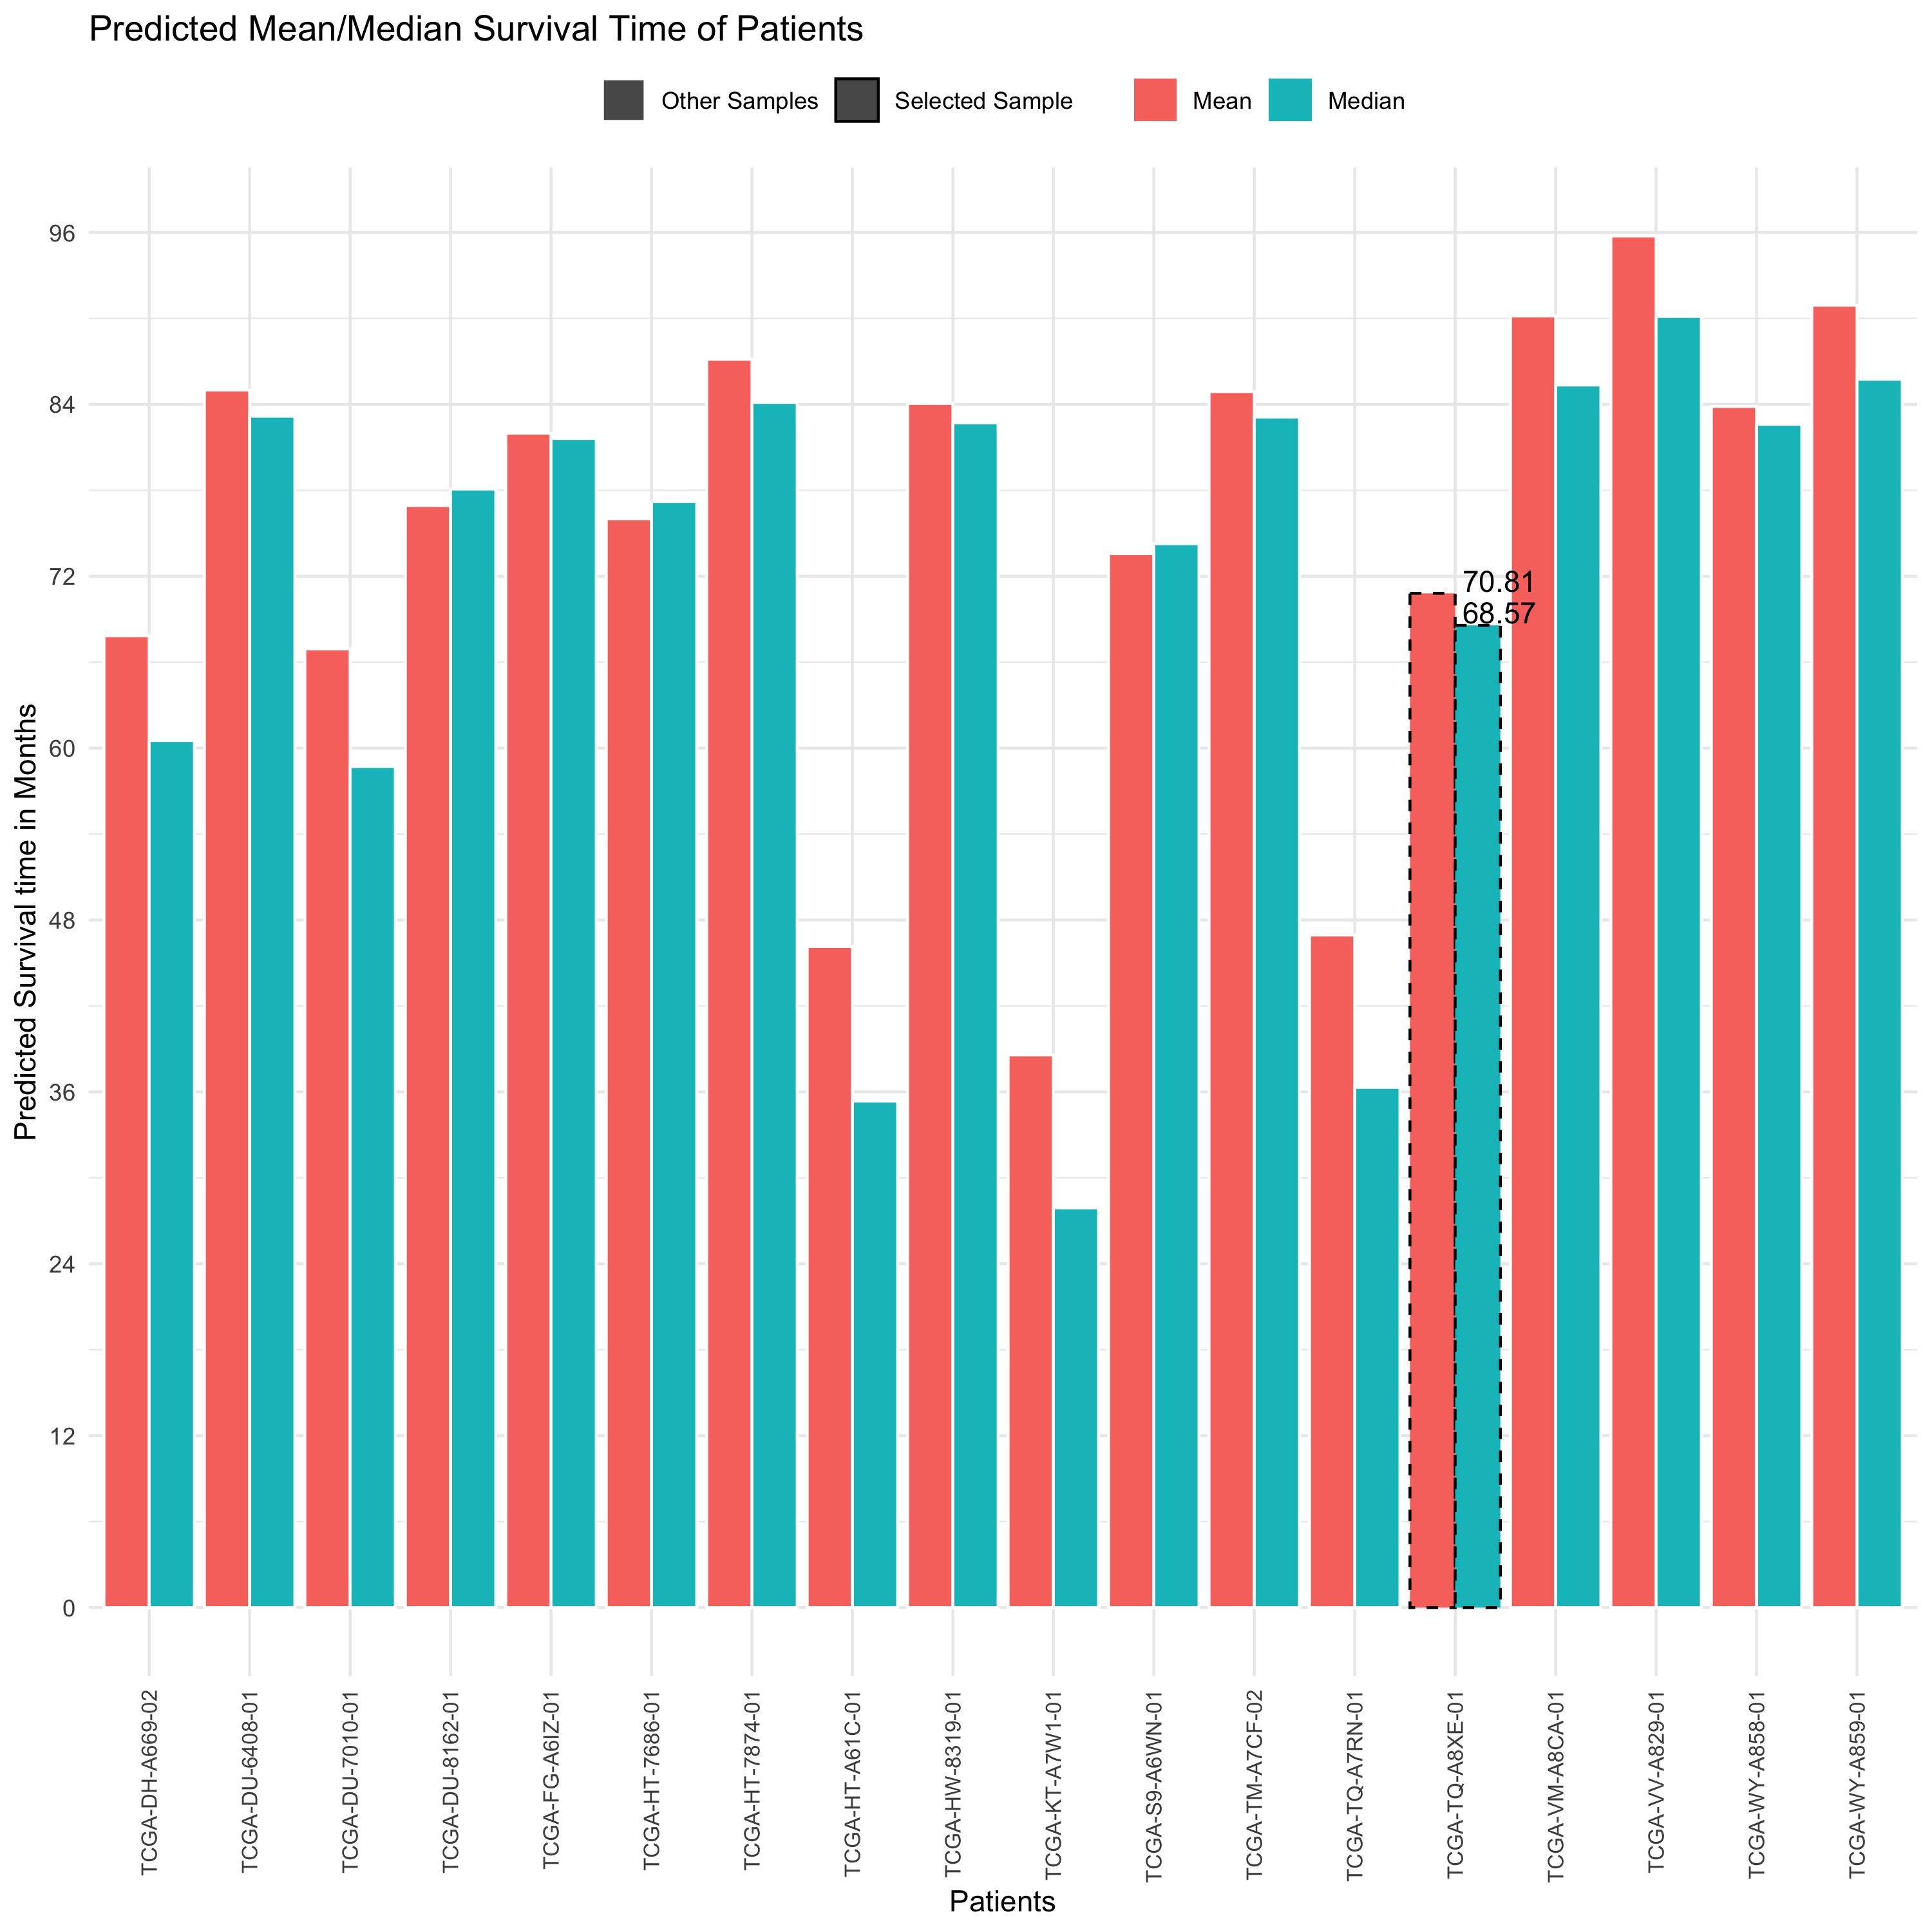 Predicted Mean/Median Survival Time of Patients
Other Samples
Selected Sample
Mean
Median
Predicted Survival time in Months
96
84
72
60
48
36
24
12
0
70.81
68.57
TCGA-DH-A669-02
TCGA-DU-6408-01
TCGA-DU-7010-01
TCGA-DU-8162-01
TCGA-FG-A6IZ-01
TCGA-HT-7686-01
TCGA-HT-7874-01
TCGA-HT-A61C-01
TCGA-HW-8319-01
TCGA-KT-A7W1-01
TCGA-S9-A6WN-01
TCGA-TM-A7CF-02
TCGA-TQ-A7RN-01
TCGA-TQ-A8XE-01
TCGA-VM-A8CA-01
TCGA-VV-A829-01
TCGA-WY-A858-01
TCGA-WY-A859-01
Patients